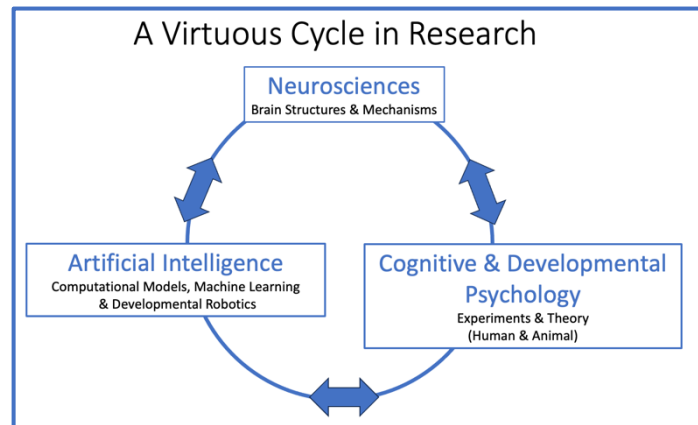 A Virtuous Cycle in Research
Neurosciences
Brain Structures & Mechanisms
Artificial Intelligence
Computational Models, Machine Learning
& Developmental Robotics
Cognitive & Developmental
Psychology
Experiments & Theory
(Human & Animal)